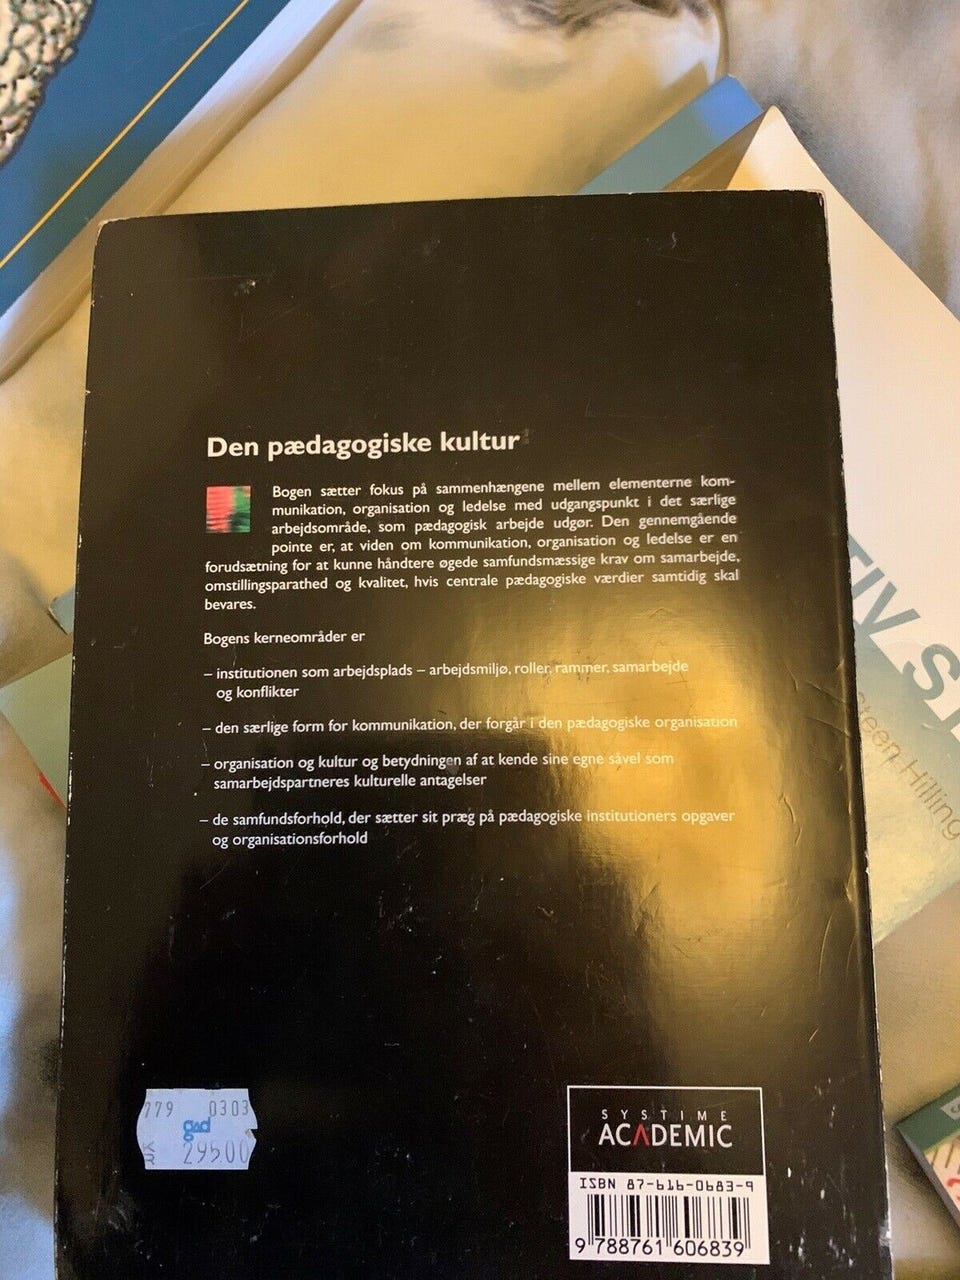 Den pædagogiske kultur
Bogen sætter fokus på sammenhængene mellem elementerne kom-
munikation, organisation og ledelse med udgangspunkt i det særlige
arbejdsområde, som pædagogisk arbejde udgør. Den gennemgående
pointe er, at viden om kommunikation, organisation og ledelse er en
forudsætning for at kunne håndtere øgede samfundsmæssige krav om samarbejde,
omstillingsparathed og kvalitet, hvis centrale pædagogiske værdier samtidig skal
bevares.
Bogens kerneområder er
– institutionen som arbejdsplads – arbejdsmiljø, roller, rammer, samarbejde
og konflikter
– den særlige form for kommunikation, der forgår i den pædagogiske organisation
– organisation og kultur og betydningen af at kende sine egne såvel som
samarbejdspartneres kulturelle antagelser
– de samfundsforhold, der sætter sit præg på pædagogiske institutioners opgaver
og organisationsforhold
779 0303
gad
KR 295.00
SYSTIME
ACADEMIC
ISBN 87-616-0683-9
9 788761 606839
TIV S
Steen Hilling